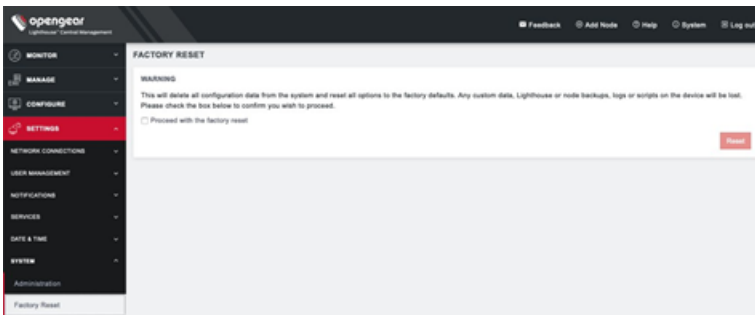 opengear
Lighthouse™ Central Management
Feedback
Add Node
Help
System
Log out
MONITOR
MANAGE
CONFIGURE
SETTINGS
NETWORK CONNECTIONS
USER MANAGEMENT
NOTIFICATIONS
SERVICES
DATE & TIME
SYSTEM
Administration
Factory Reset
FACTORY RESET
WARNING
This will delete all configuration data from the system and reset all options to the factory defaults. Any custom data, Lighthouse or node backups, logs or scripts on the device will be lost.
Please check the box below to confirm you wish to proceed.
Proceed with the factory reset
Reset